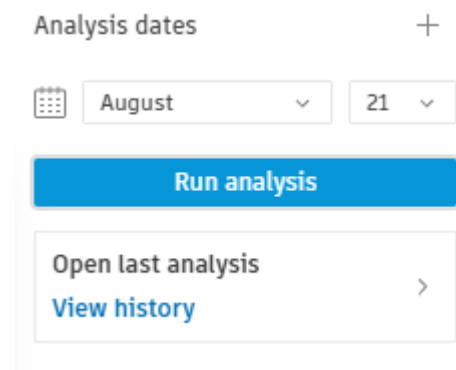 Analysis dates
August 21
Run analysis
Open last analysis
View history